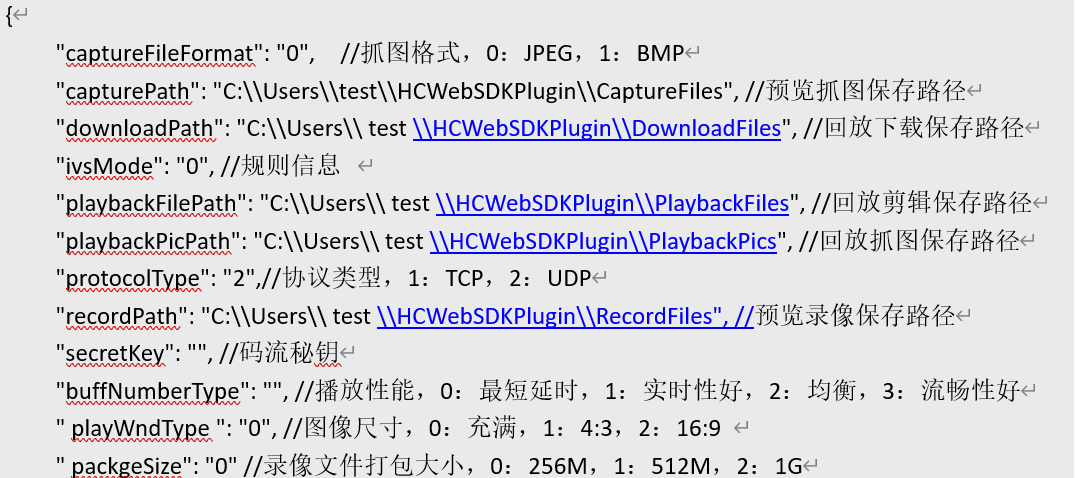 {
"captureFileFormat": "0",    //抓图格式，0：JPEG，1：BMP
"capturePath": "C:\\Users\\test\\HCWebSDKPlugin\\CaptureFiles", //预览抓图保存路径
"downloadPath": "C:\\Users\\ test \\HCWebSDKPlugin\\DownloadFiles", //回放下载保存路径
"ivsMode": "0", //规则信息
"playbackFilePath": "C:\\Users\\ test \\HCWebSDKPlugin\\PlaybackFiles", //回放剪辑保存路径
"playbackPicPath": "C:\\Users\\ test \\HCWebSDKPlugin\\PlaybackPics", //回放抓图保存路径
"protocolType": "2",//协议类型，1：TCP，2：UDP
"recordPath": "C:\\Users\\ test \\HCWebSDKPlugin\\RecordFiles", //预览录像保存路径
"secretKey": "", //码流秘钥
"buffNumberType": "", //播放性能，0：最短延时，1：实时性好，2：均衡，3：流畅性好
" playWndType ": "0", //图像尺寸，0：充满，1：4:3，2：16:9
" packgeSize": "0" //录像文件打包大小，0：256M，1：512M，2：1G